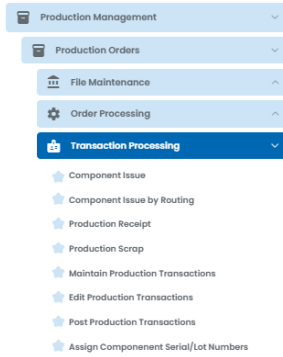 Production Management
Production Orders
File Maintenance
Order Processing
Transaction Processing
Component Issue
Component Issue by Routing
Production Receipt
Production Scrap
Maintain Production Transactions
Edit Production Transactions
Post Production Transactions
Assign Componenent Serial/Lot Numbers